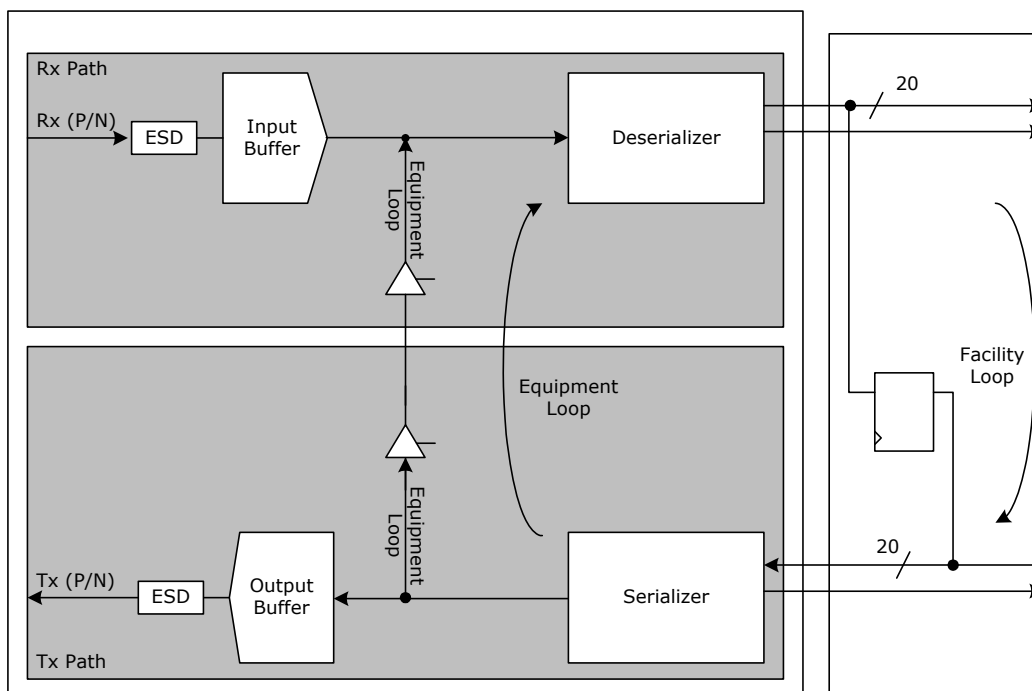 Rx Path
20
Rx (P/N)
ESD
Input
Buffer
Deserializer
Equipment
Loop
Equipment
Loop
Facility
Loop
Equipment
Loop
20
Tx (P/N)
ESD
Output
Buffer
Serializer
Tx Path